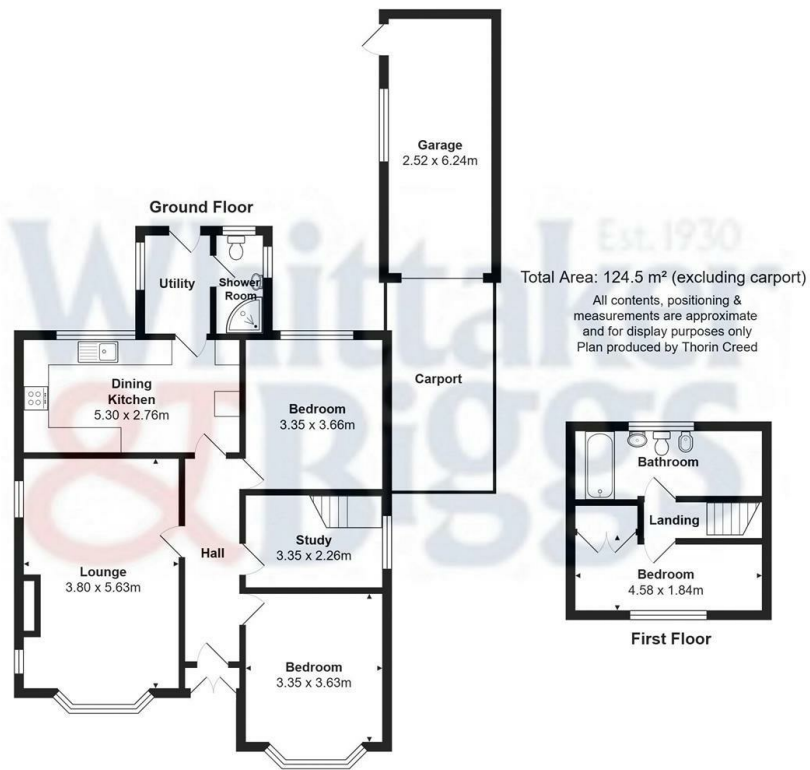 Garage
2.52 x 6.24m
Ground Floor
Est. 1930
Whittaker
& Biggs
Utility
Shower
Room
Total Area: 124.5 m² (excluding carport)
All contents, positioning &
measurements are approximate
and for display purposes only
Plan produced by Thorin Creed
Dining
Kitchen
5.30 x 2.76m
Bedroom
3.35 x 3.66m
Carport
Study
3.35 x 2.26m
Hall
Lounge
3.80 x 5.63m
Bedroom
3.35 x 3.63m
Bathroom
Landing
Bedroom
4.58 x 1.84m
First Floor